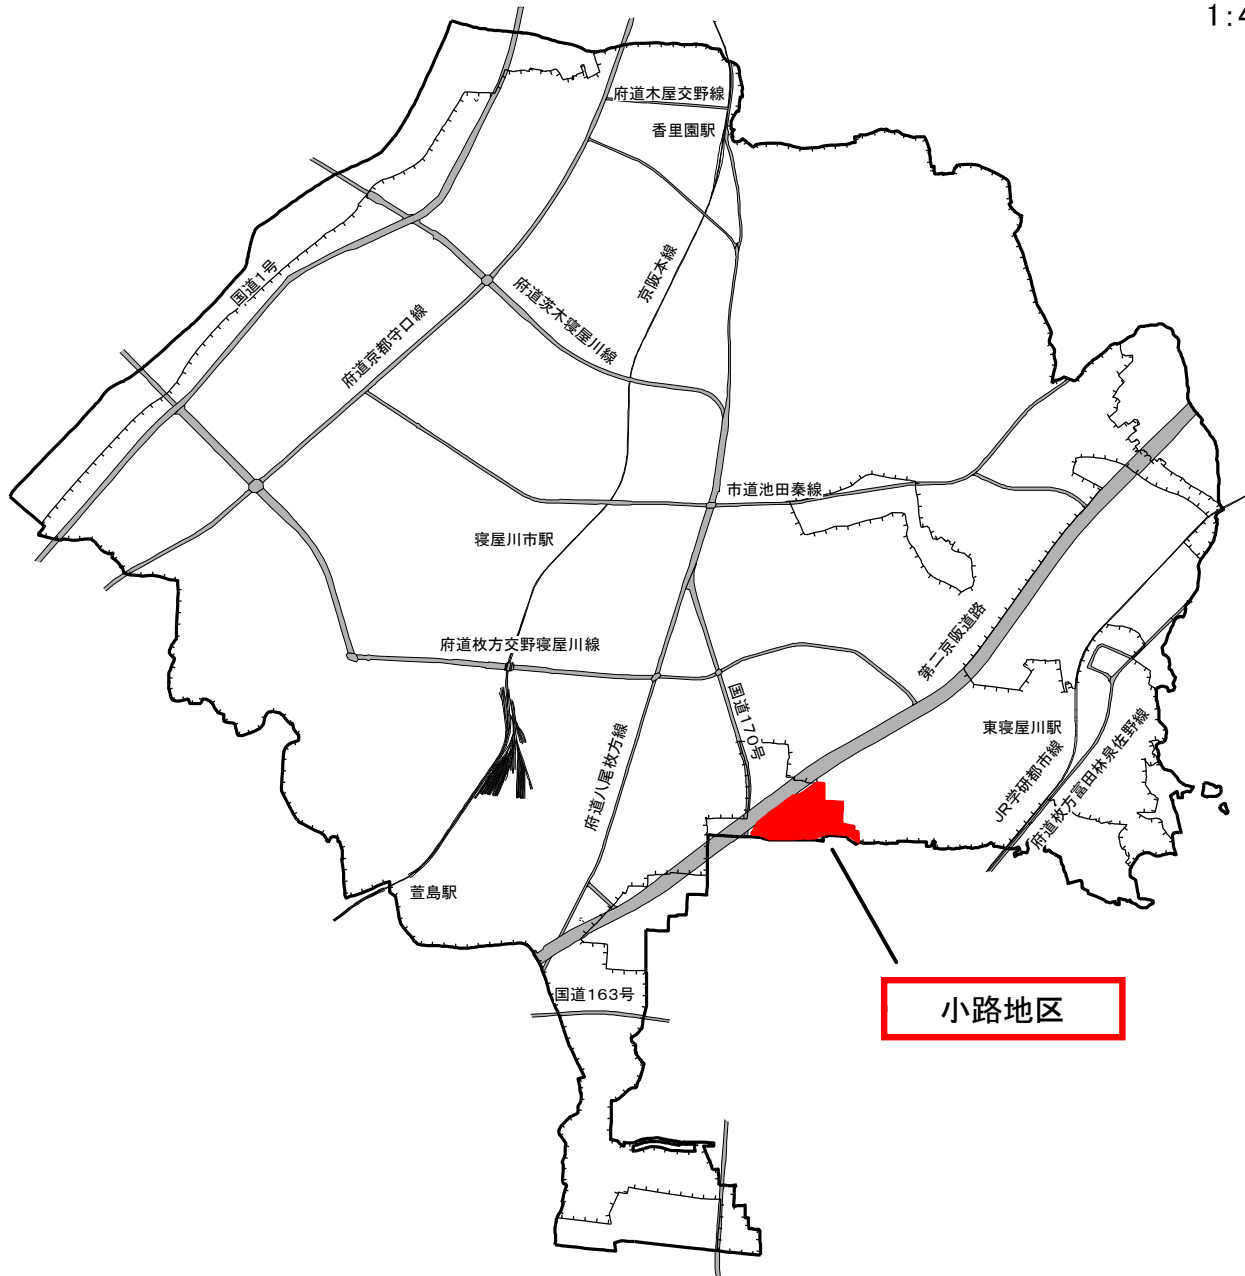 1:4
府道木屋交野線
香里園駅
京阪本線
国道1号
府道茨木寝屋川線
府道京都守口線
市道池田秦線
寝屋川市駅
第二京阪道路
府道枚方交野寝屋川線
国道170号
東寝屋川駅
府道八尾枚方線
JR学研都市線
府道枚方富田林泉佐野線
萱島駅
国道163号
小路地区